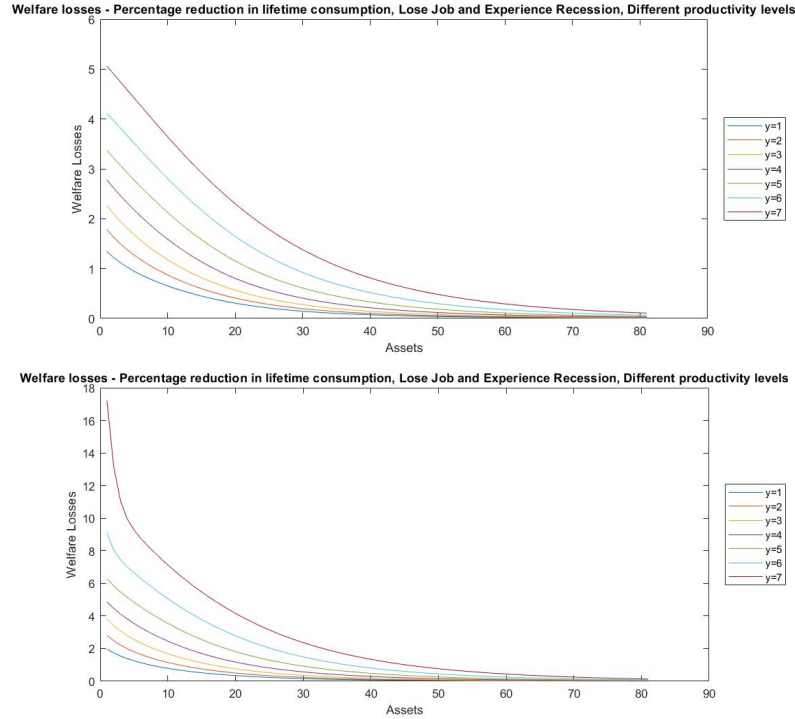 Welfare losses - Percentage reduction in lifetime consumption, Lose Job and Experience Recession, Different productivity levels
6
5
4
3
2
1
0
Welfare Losses
0 10 20 30 40 50 60 70 80 90
Assets
y=1
y=2
y=3
y=4
y=5
y=6
y=7
Welfare losses - Percentage reduction in lifetime consumption, Lose Job and Experience Recession, Different productivity levels
18
16
14
12
10
8
6
4
2
0
Welfare Losses
0 10 20 30 40 50 60 70 80 90
Assets
y=1
y=2
y=3
y=4
y=5
y=6
y=7